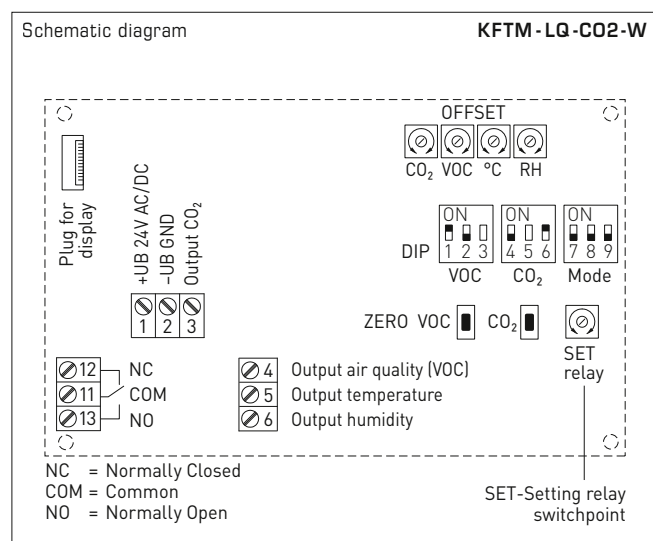 Schematic diagram KFTM-LQ-CO2-W
OFFSET
CO₂ VOC °C RH
Plug for
display
+UB 24V AC/DC
–UB GND
Output CO₂
1 2 3
ON ON ON
DIP 1 2 3 4 5 6 7 8 9
VOC CO₂ Mode
ZERO VOC CO₂
SET
relay
12 NC
11 COM
13 NO
4 Output air quality (VOC)
5 Output temperature
6 Output humidity
NC = Normally Closed
COM = Common
NO = Normally Open
SET-Setting relay
switchpoint